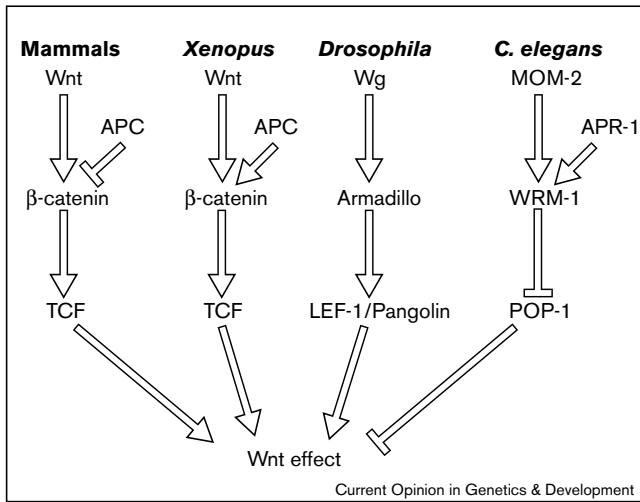 Mammals Xenopus Drosophila C. elegans
Wnt Wnt Wg MOM-2
APC APC APR-1
β-catenin β-catenin Armadillo WRM-1
TCF TCF LEF-1/Pangolin POP-1
Wnt effect
Current Opinion in Genetics & Development